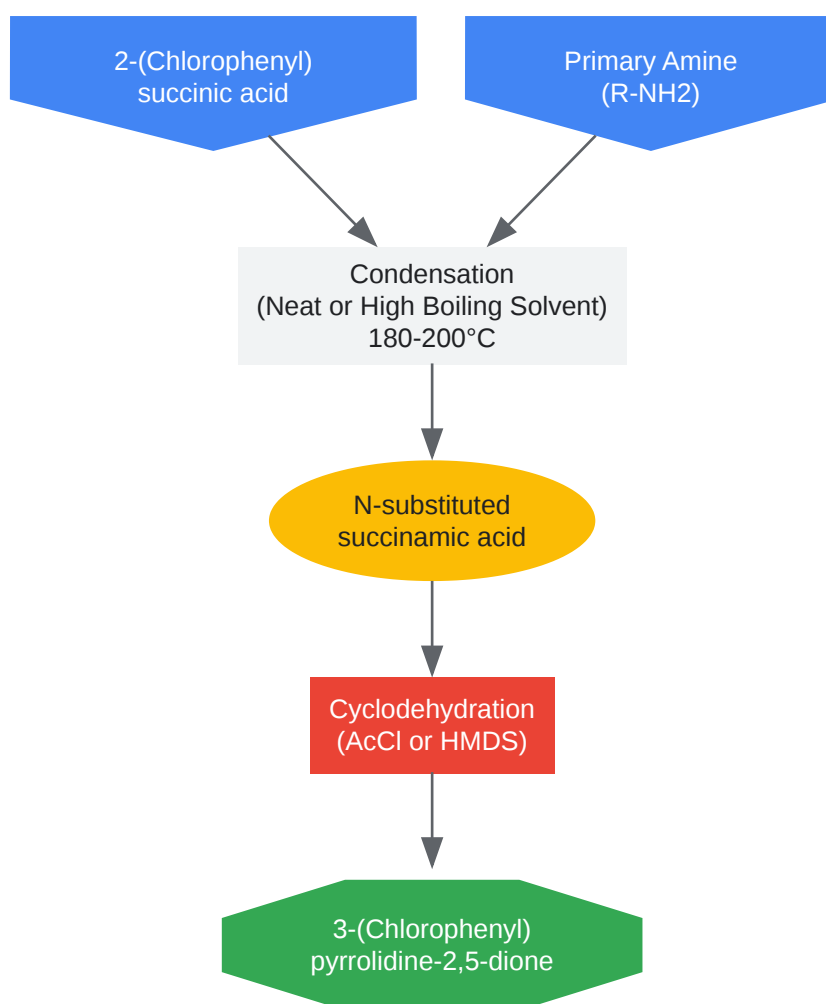 2-(Chlorophenyl)
succinic acid
Primary Amine
(R-NH2)
Condensation
(Neat or High Boiling Solvent)
180-200°C
N-substituted
succinamic acid
Cyclodehydration
(AcCl or HMDS)
3-(Chlorophenyl)
pyrrolidine-2,5-dione